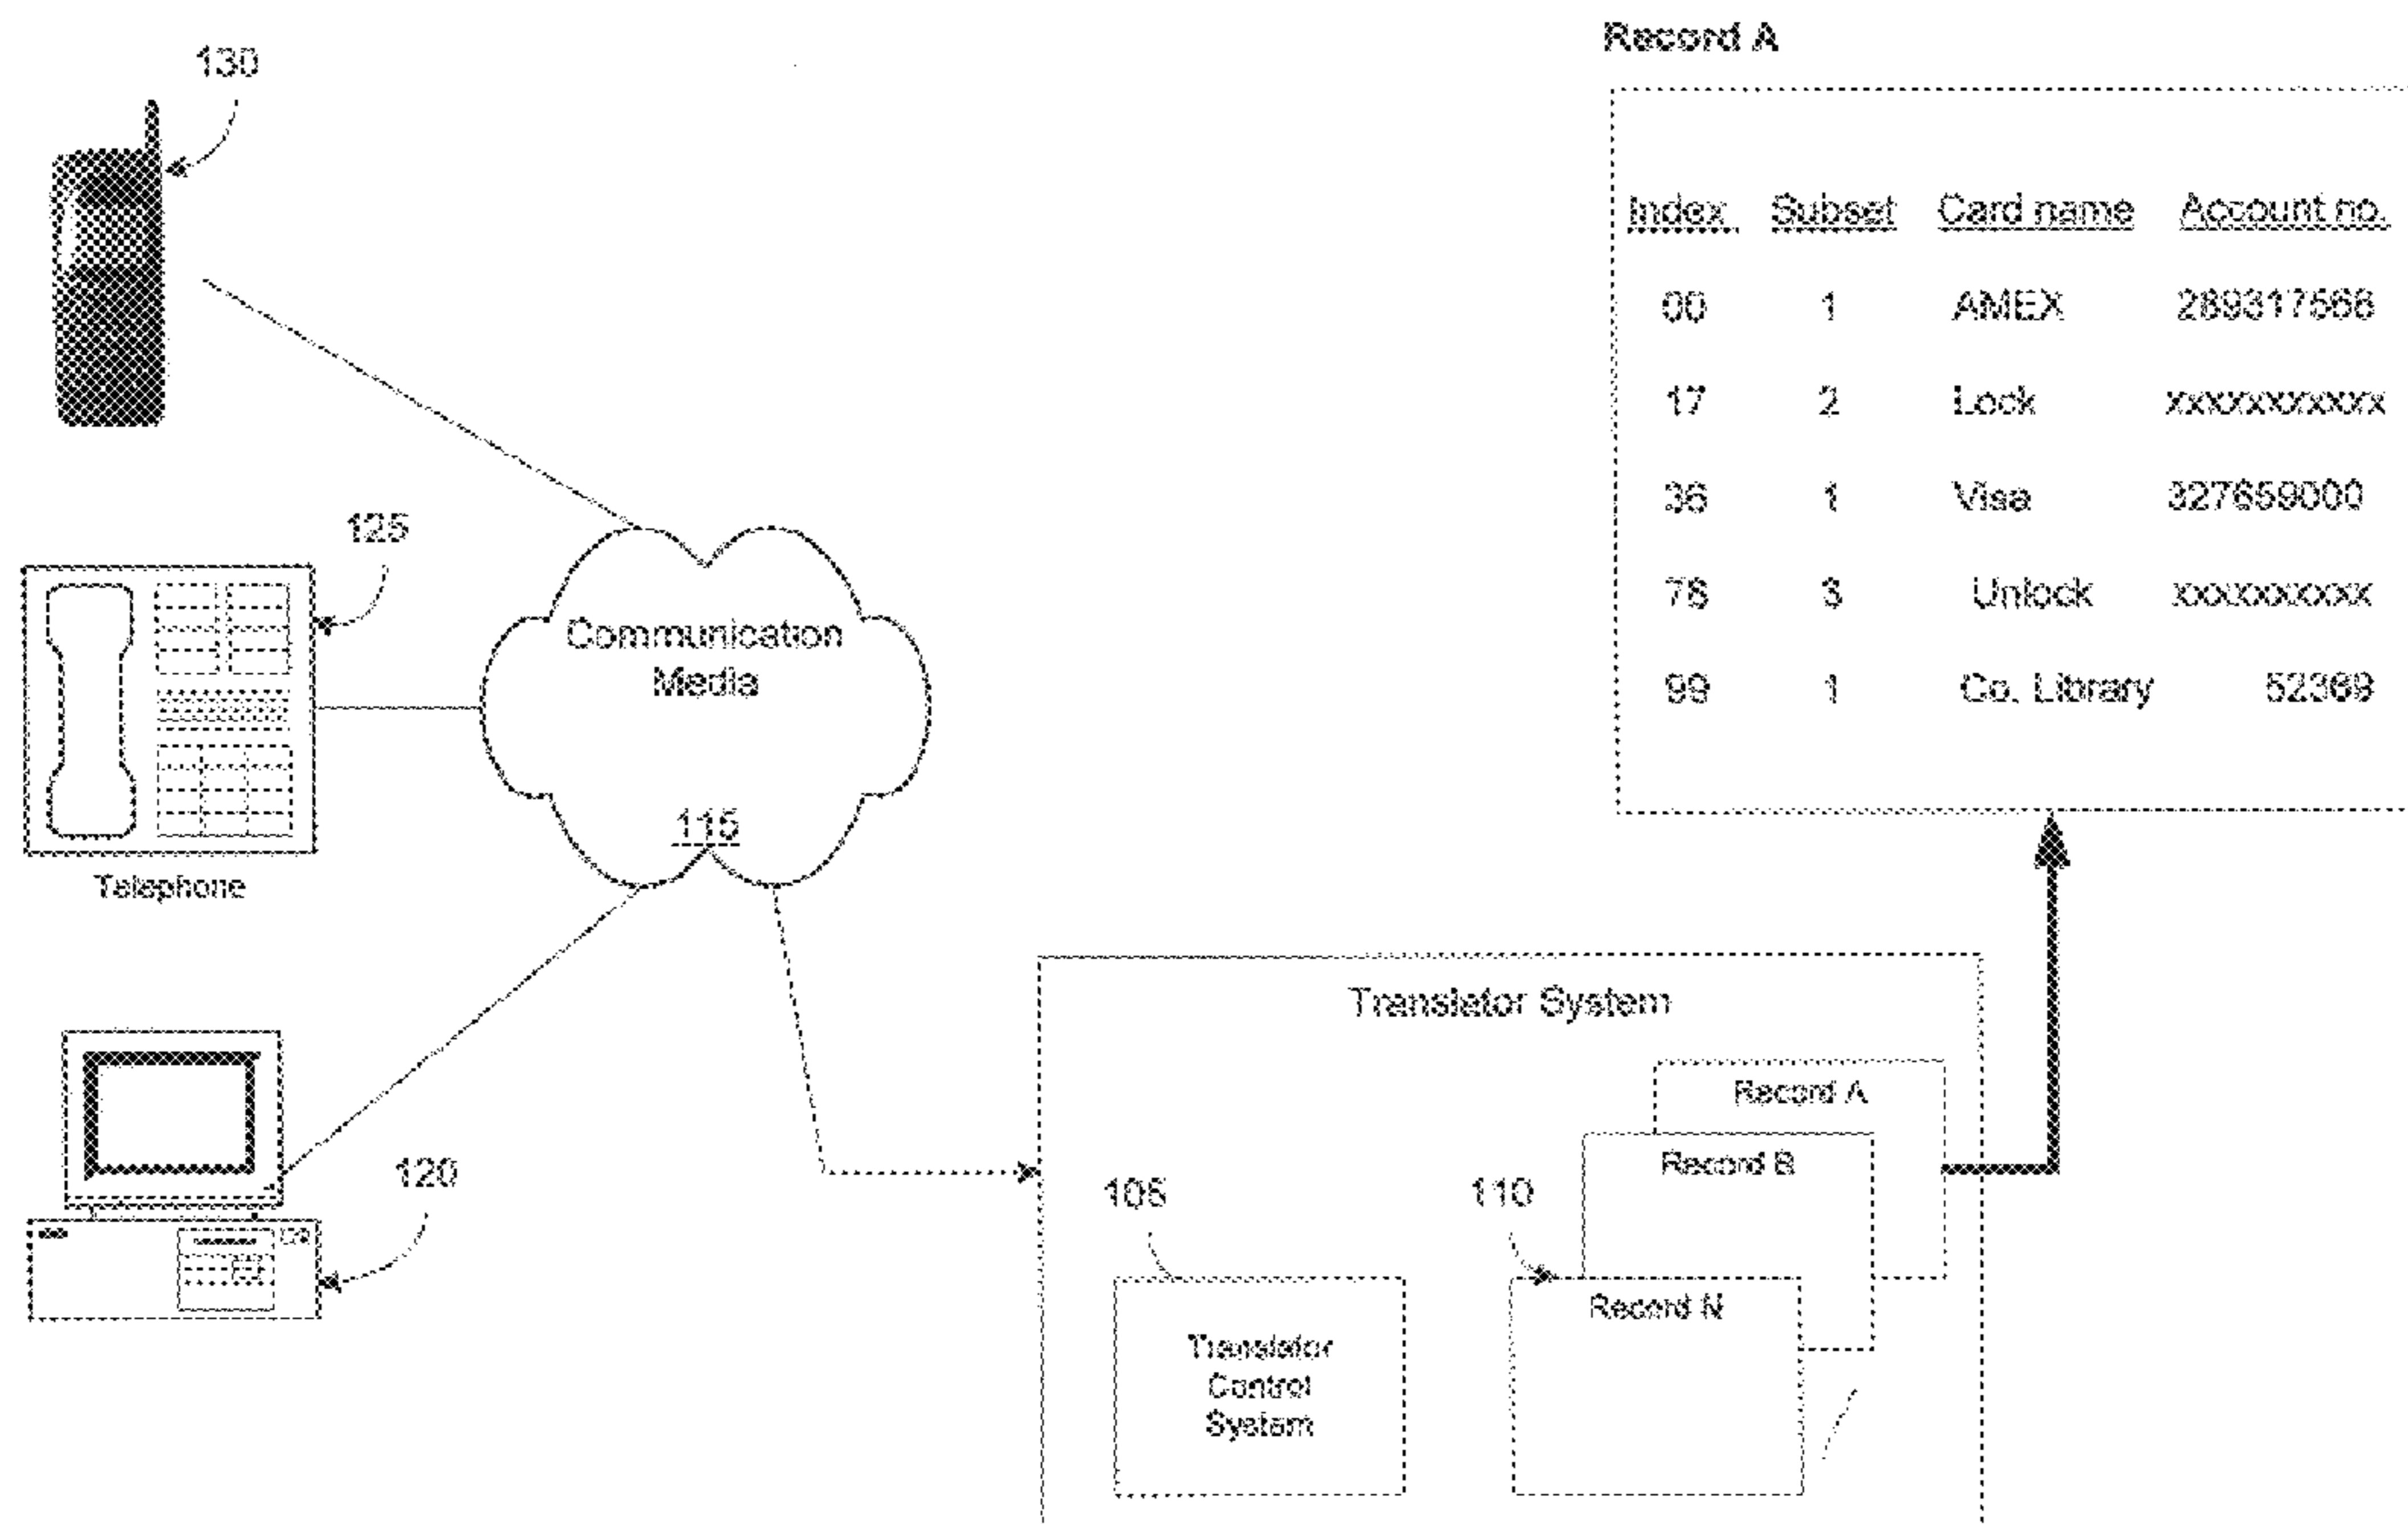 130
Record A
Index Subset Card name Account no.
00 1 AMEX 289317566
17 2 Lock xxxxxxxxxxx
36 1 Visa 327659000
78 3 Unlock xxxxxxxxxx
99 1 Co. Library 52369
125
Communication
Media
115
Telephone
120
Translator System
Record A
Record B
Record N
105
110
Translator
Control
System